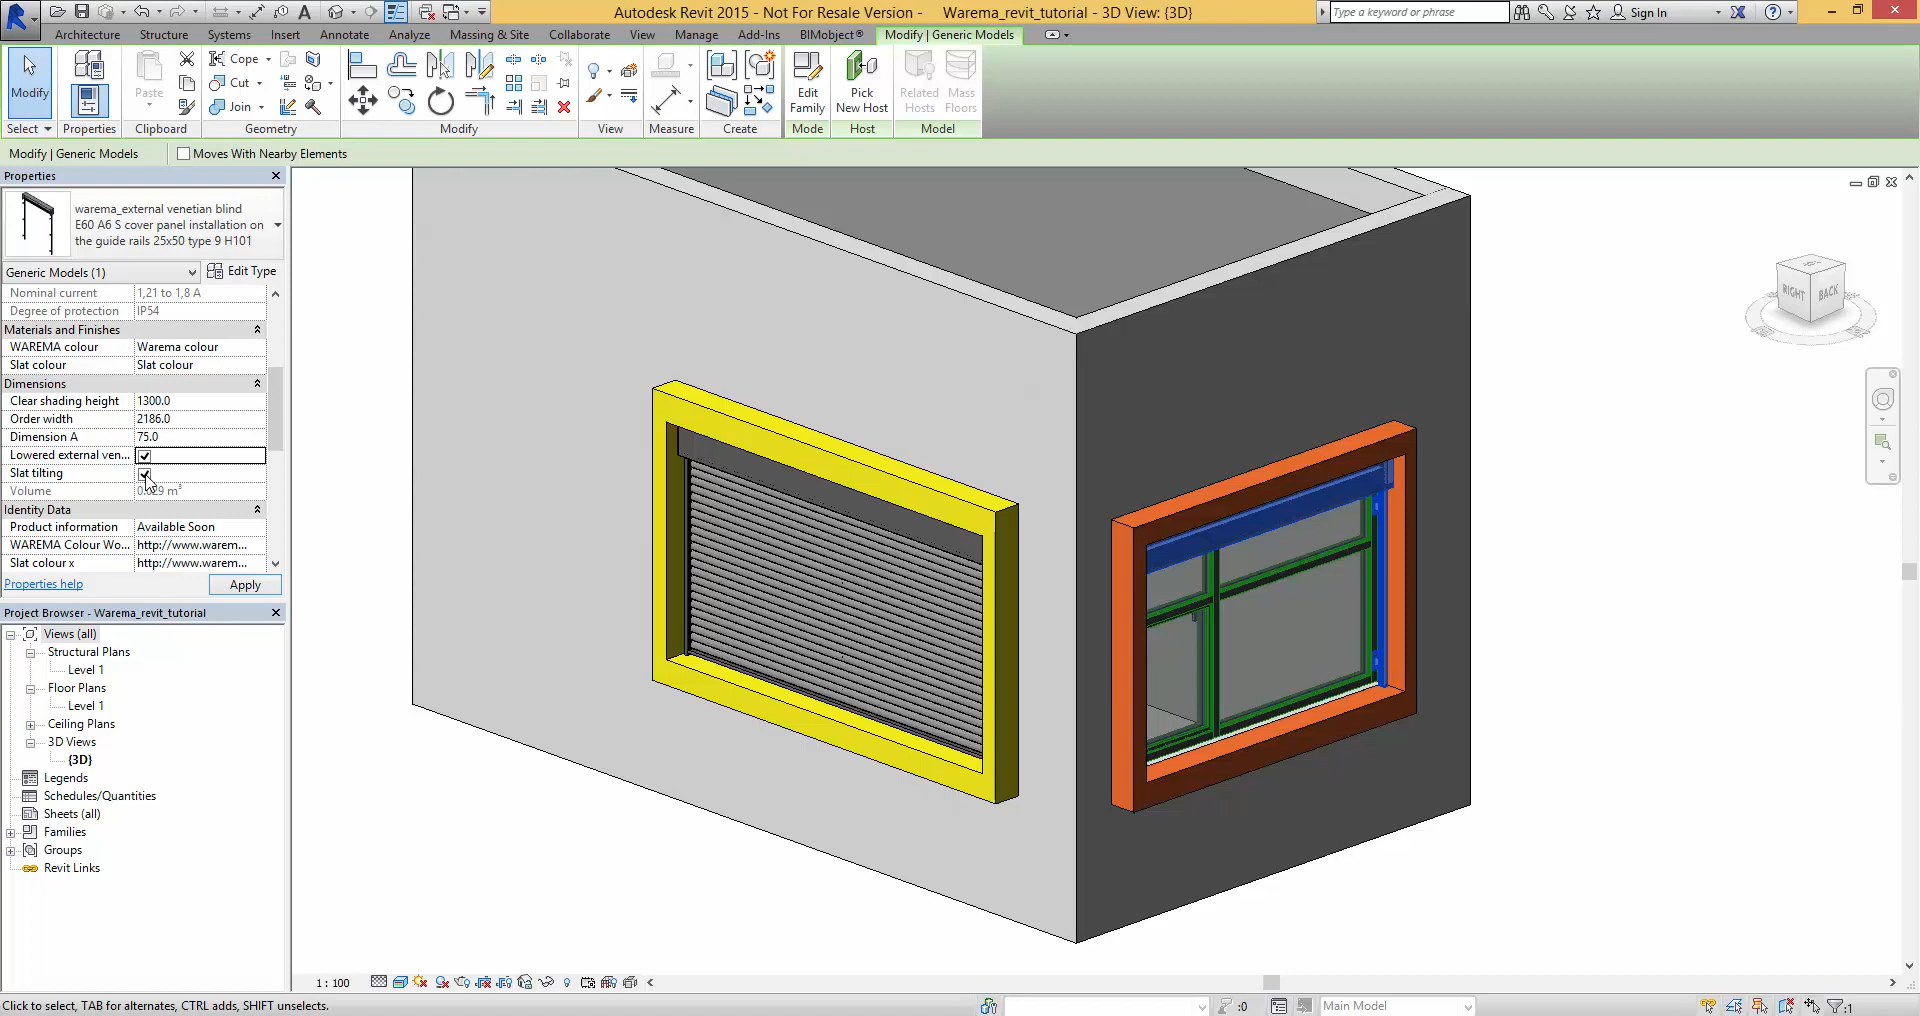 Autodesk Revit 2015 - Not For Resale Version - Warema_revit_tutorial - 3D View: {3D}
Type a keyword or phrase
Sign In
Architecture Structure Systems Insert Annotate Analyze Massing & Site Collaborate View Manage Add-Ins BIMobject® Modify | Generic Models
Modify
Paste
Cope
Cut
Join
Edit Family
Pick New Host
Related Hosts
Mass Floors
Select Properties Clipboard Geometry Modify View Measure Create Mode Host Model
Modify | Generic Models
Moves With Nearby Elements
Properties
warema_external venetian blind
E60 A6 S cover panel installation on
the guide rails 25x50 type 9 H101
Generic Models (1)
Edit Type
Nominal current 1,21 to 1,8 A
Degree of protection IP54
Materials and Finishes
WAREMA colour Warema colour
Slat colour Slat colour
Dimensions
Clear shading height 1300.0
Order width 2186.0
Dimension A 75.0
Lowered external ven...
Slat tilting
Volume
Identity Data
Product information Available Soon
WAREMA Colour Wo... http://www.warem...
Slat colour x http://www.warem...
Properties help
Apply
Project Browser - Warema_revit_tutorial
Views (all)
Structural Plans
Level 1
Floor Plans
Level 1
Ceiling Plans
3D Views
{3D}
Legends
Schedules/Quantities
Sheets (all)
Families
Groups
Revit Links
RIGHT
BACK
1 : 100
Click to select, TAB for alternates, CTRL adds, SHIFT unselects.
:0
Main Model
:1